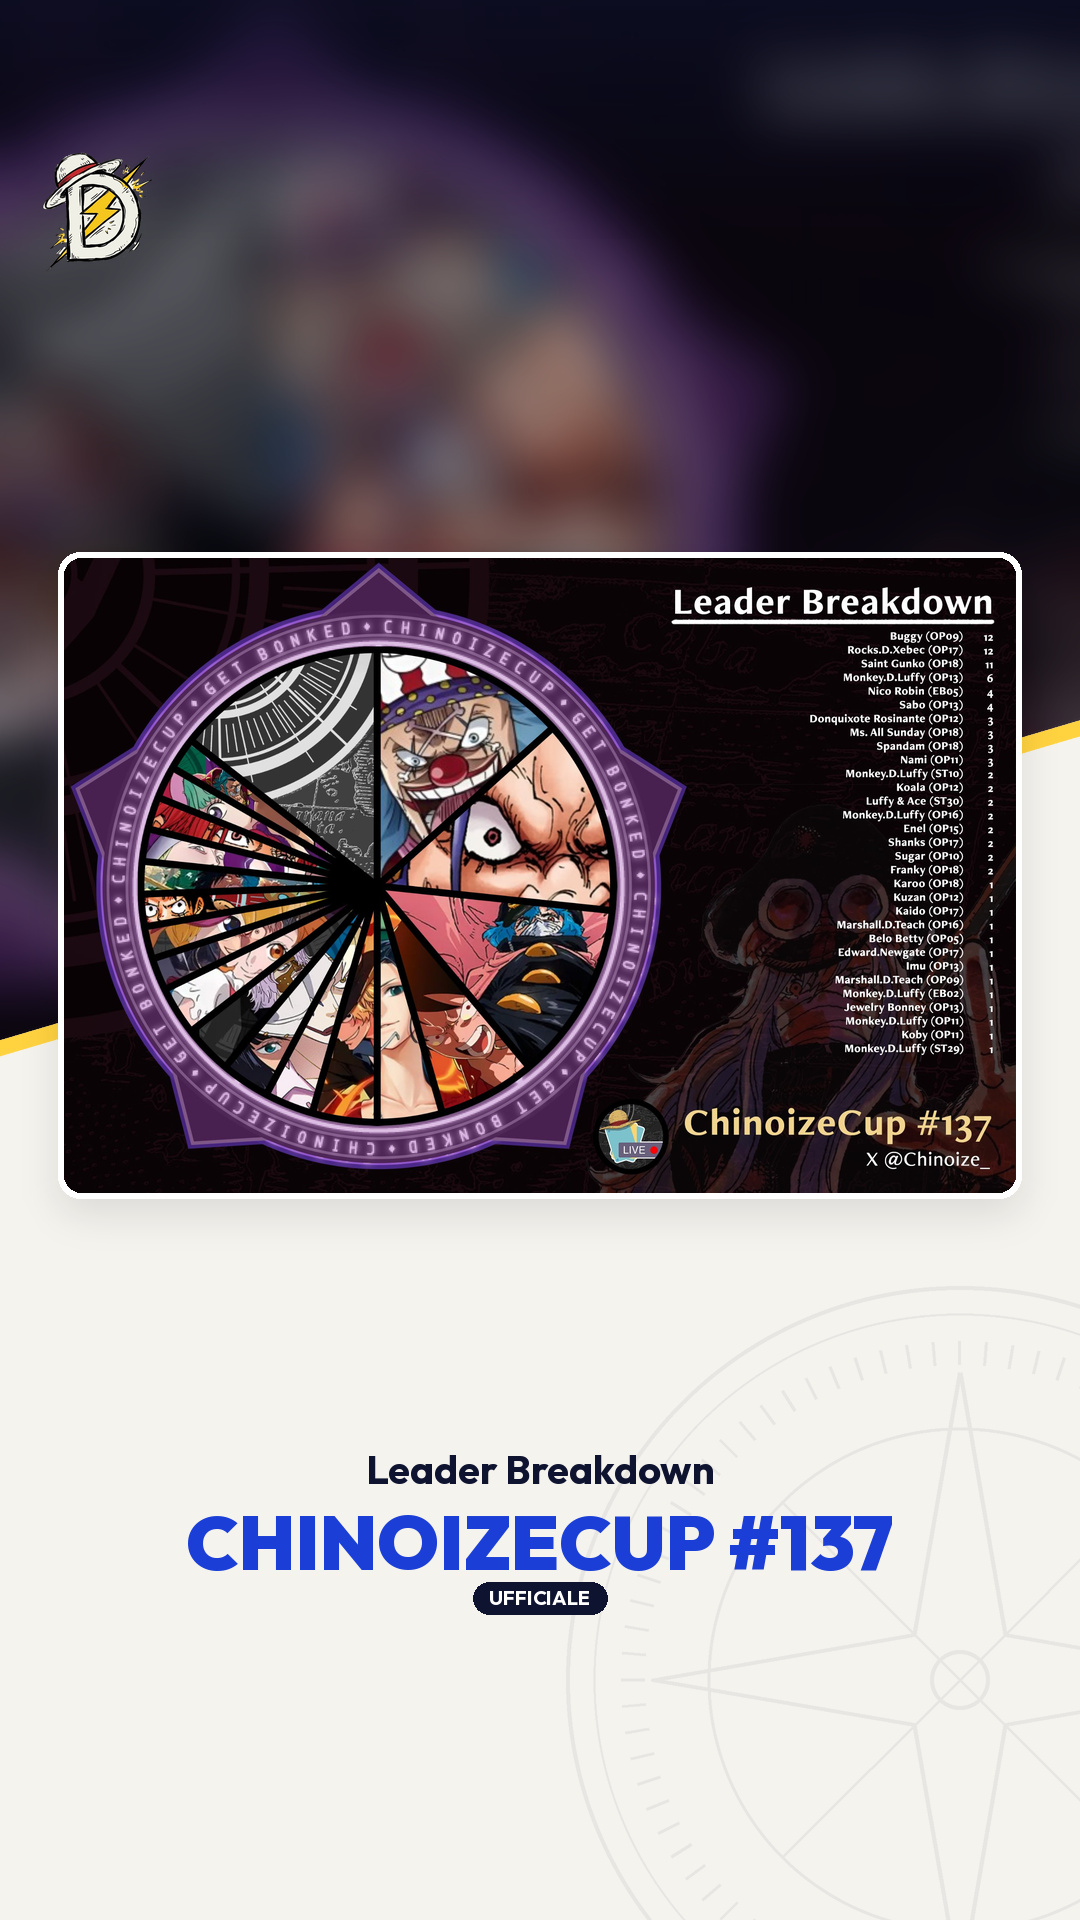 CHINOIZECUP ♦ GET BONKED ♦ CHINOIZECUP ♦ GET BONKED ♦ CHINOIZECUP ♦ GET BONKED ♦ CHINOIZECUP ♦ GET BONKED ♦
Leader Breakdown
Buggy (OP09) 12
Rocks.D.Xebec (OP17) 12
Saint Gunko (OP18) 11
Monkey.D.Luffy (OP13) 6
Nico Robin (EB05) 4
Sabo (OP13) 4
Donquixote Rosinante (OP12) 3
Ms. All Sunday (OP18) 3
Spandam (OP18) 3
Nami (OP11) 3
Monkey.D.Luffy (ST10) 2
Koala (OP12) 2
Luffy & Ace (ST30) 2
Monkey.D.Luffy (OP16) 2
Enel (OP15) 2
Shanks (OP17) 2
Sugar (OP10) 2
Franky (OP18) 2
Karoo (OP18) 1
Kuzan (OP12) 1
Kaido (OP17) 1
Marshall.D.Teach (OP16) 1
Belo Betty (OP05) 1
Edward.Newgate (OP17) 1
Imu (OP13) 1
Marshall.D.Teach (OP09) 1
Monkey.D.Luffy (EB02) 1
Jewelry Bonney (OP13) 1
Monkey.D.Luffy (OP11) 1
Koby (OP11) 1
Monkey.D.Luffy (ST29) 1
LIVE
ChinoizeCup #137
X @Chinoize_
Leader Breakdown
CHINOIZECUP #137
UFFICIALE